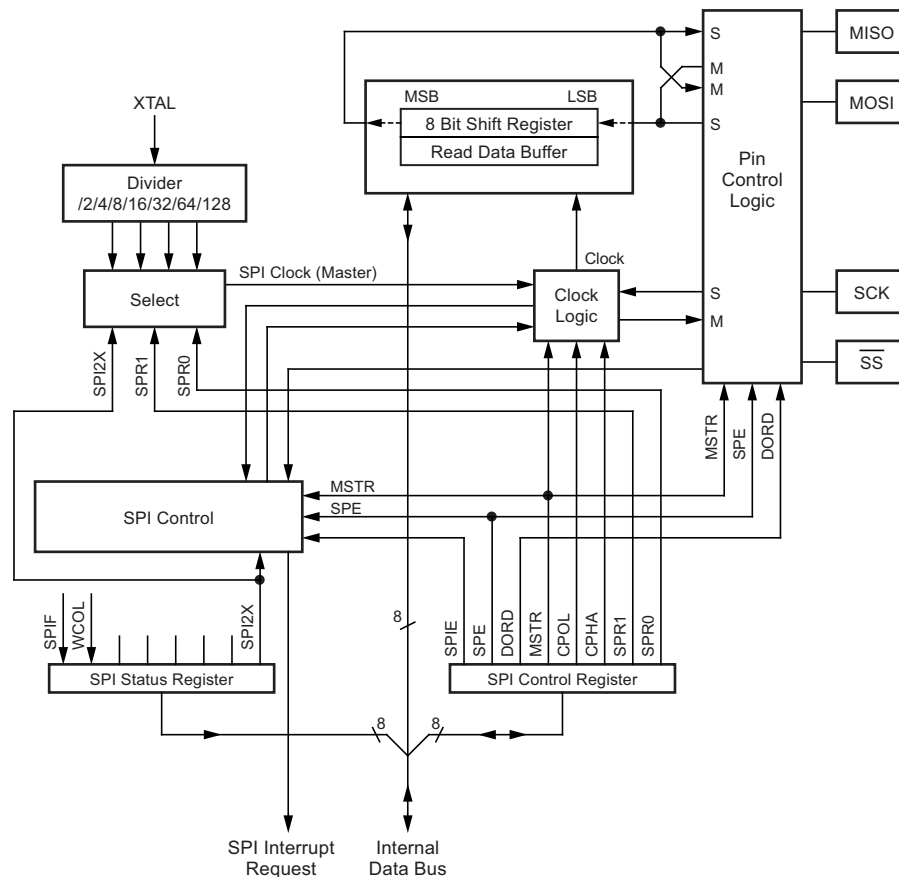 S
MISO
M
MSB
LSB
M
MOSI
XTAL
8 Bit Shift Register
S
Read Data Buffer
Pin
Control
Logic
Divider
/2/4/8/16/32/64/128
Clock
SPI Clock (Master)
Select
Clock
Logic
S
SCK
M
SS
SPI2X
SPR1
SPR0
MSTR
SPE
DORD
MSTR
SPE
SPI Control
SPIF
WCOL
SPI2X
8
SPIE
SPE
DORD
MSTR
CPOL
CPHA
SPR1
SPR0
SPI Status Register
SPI Control Register
8
8
SPI Interrupt
Request
Internal
Data Bus